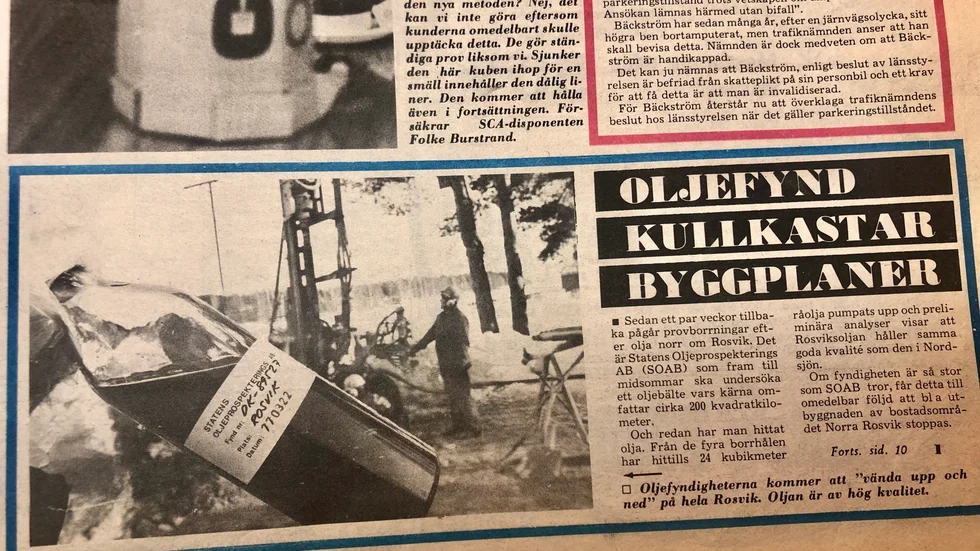 den nya metoden? Nej, det
kan vi inte göra eftersom
kunderna omedelbart skulle
upptäcka detta. De gör stän-
diga prov liksom vi. Sjunker
den här kuben ihop för en
smäll innehåller den dålig li-
ner. Den kommer att hålla
även i fortsättningen. För-
säkrar SCA-disponenten
Folke Burstrand.
Ansökan lämnas härmed utan bifall".
Bäckström har sedan många år, efter en järnvägsolycka, sitt
högra ben bortamputerat, men trafiknämnden anser att han
skall bevisa detta. Nämnden är dock medveten om att Bäck-
ström är handikappad.
Det kan ju nämnas att Bäckström, enligt beslut av länssty-
relsen är befriad från skatteplikt på sin personbil och ett krav
för att få detta är att man är invalidiserad.
För Bäckström återstår nu att överklaga trafiknämndens
beslut hos länsstyrelsen när det gäller parkeringstillståndet.
OLJEFYND
KULLKASTAR
BYGGPLANER
■ Sedan ett par veckor tillba-
ka pågår provborrningar eft-
er olja norr om Rosvik. Det
är Statens Oljeprospekterings
AB (SOAB) som fram till
midsommar ska undersöka
ett oljebälte vars kärna om-
fattar cirka 200 kvadratkilo-
meter.
Och redan har man hittat
olja. Från de fyra borrhålen
har hittills 24 kubikmeter
råolja pumpats upp och preli-
minära analyser visar att
Rosviksoljan håller samma
goda kvalité som den i Nord-
sjön.
Om fyndigheten är så stor
som SOAB tror, får detta till
omedelbar följd att bl a ut-
byggnaden av bostadsområ-
det Norra Rosvik stoppas.
Forts. sid. 10
□ Oljefyndigheterna kommer att "vända upp och
ned" på hela Rosvik. Oljan är av hög kvalitet.
STATENS
OLJEPROSPEKTERINGS AB
Fynd nr: OK-89F27
Plats: ROSVIK
Datum: 770322